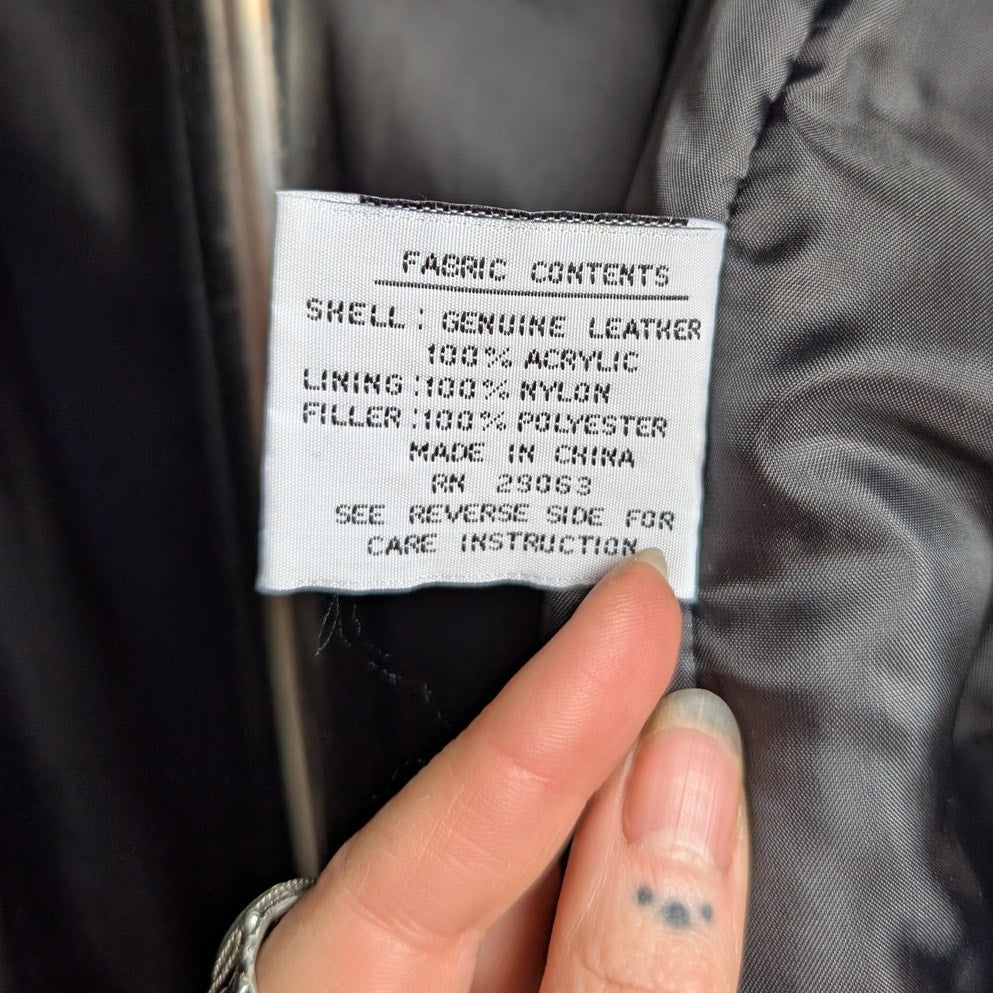 FABRIC CONTENTS
SHELL: GENUINE LEATHER
100% ACRYLIC
LINING:100% NYLON
FILLER:100% POLYESTER
MADE IN CHINA
RN 29063
SEE REVERSE SIDE FOR
CARE INSTRUCTION